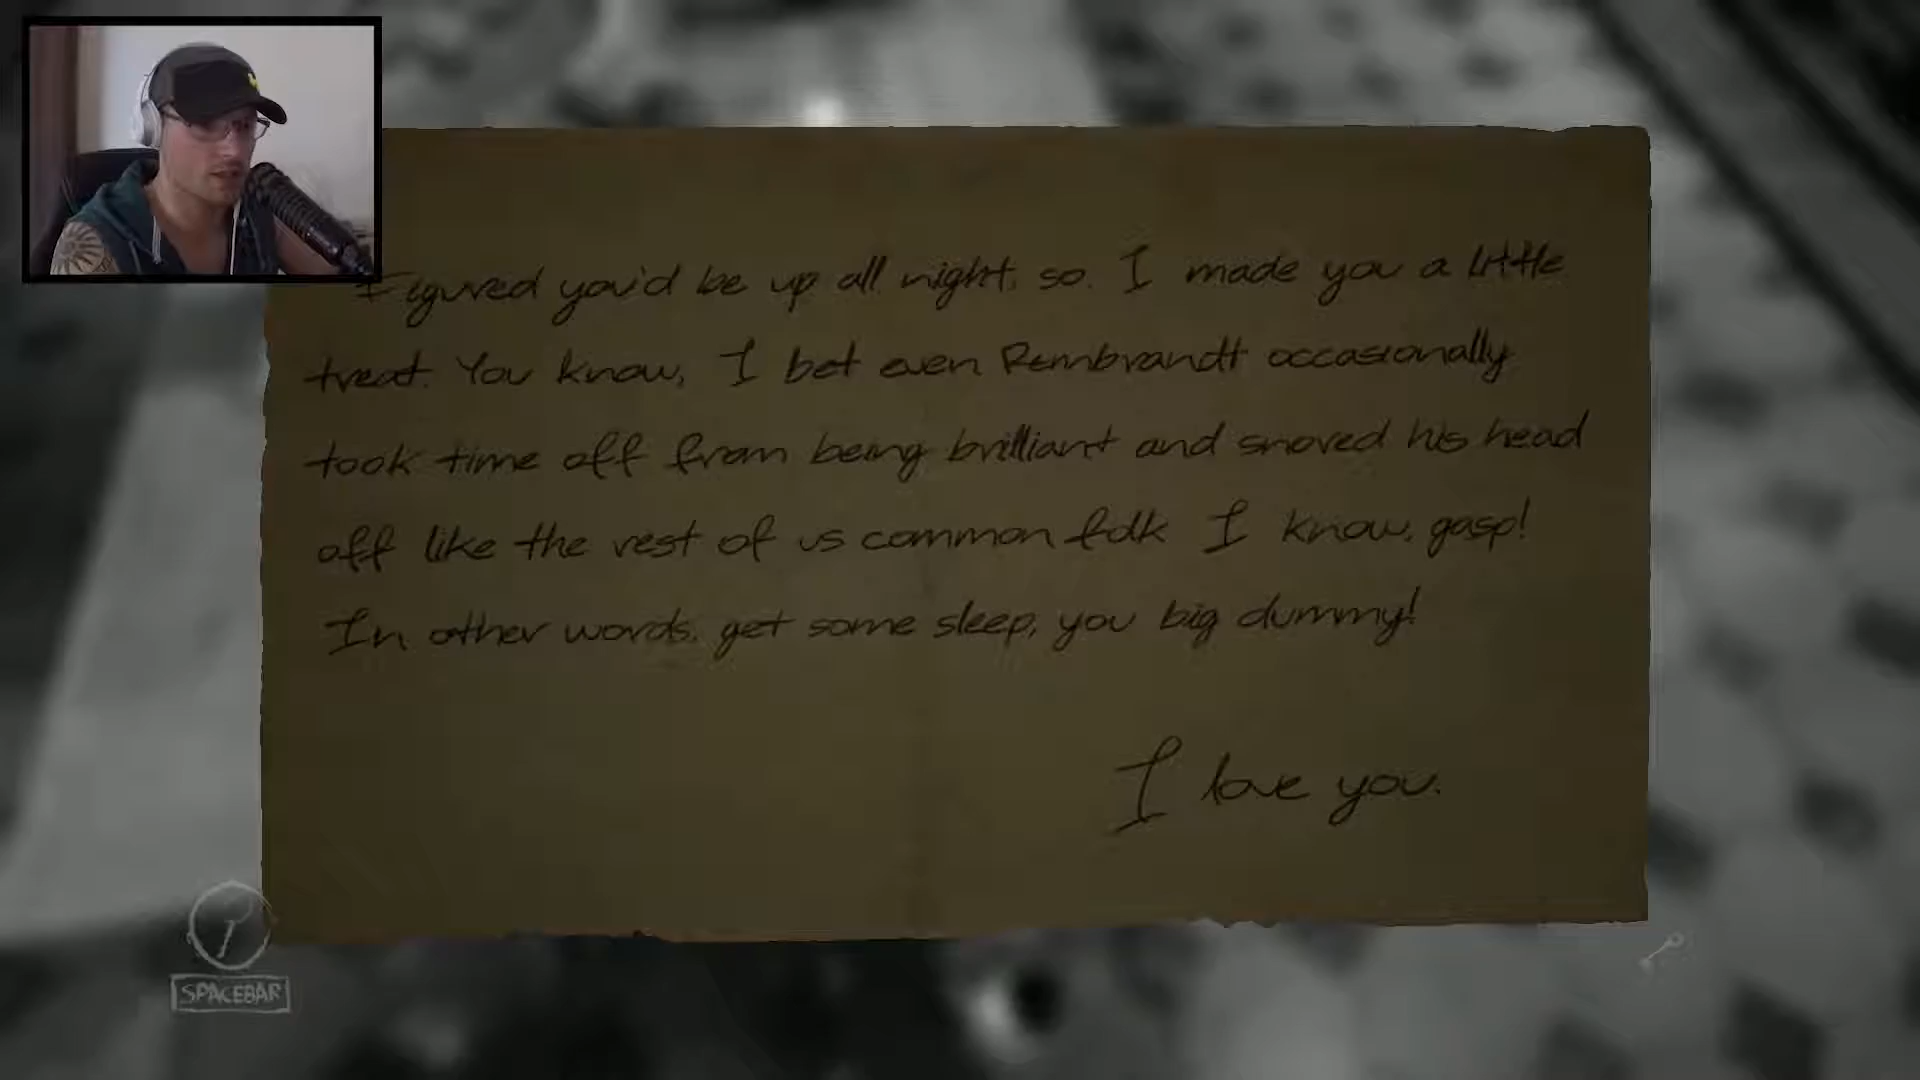 Figured you'd be up all night, so. I made you a little
treat. You know, I bet even Rembrandt occasionally
took time off from being brilliant and snored his head
off like the rest of us common folk I know, gasp!
In other words, get some sleep, you big dummy!
I love you.
SPACEBAR